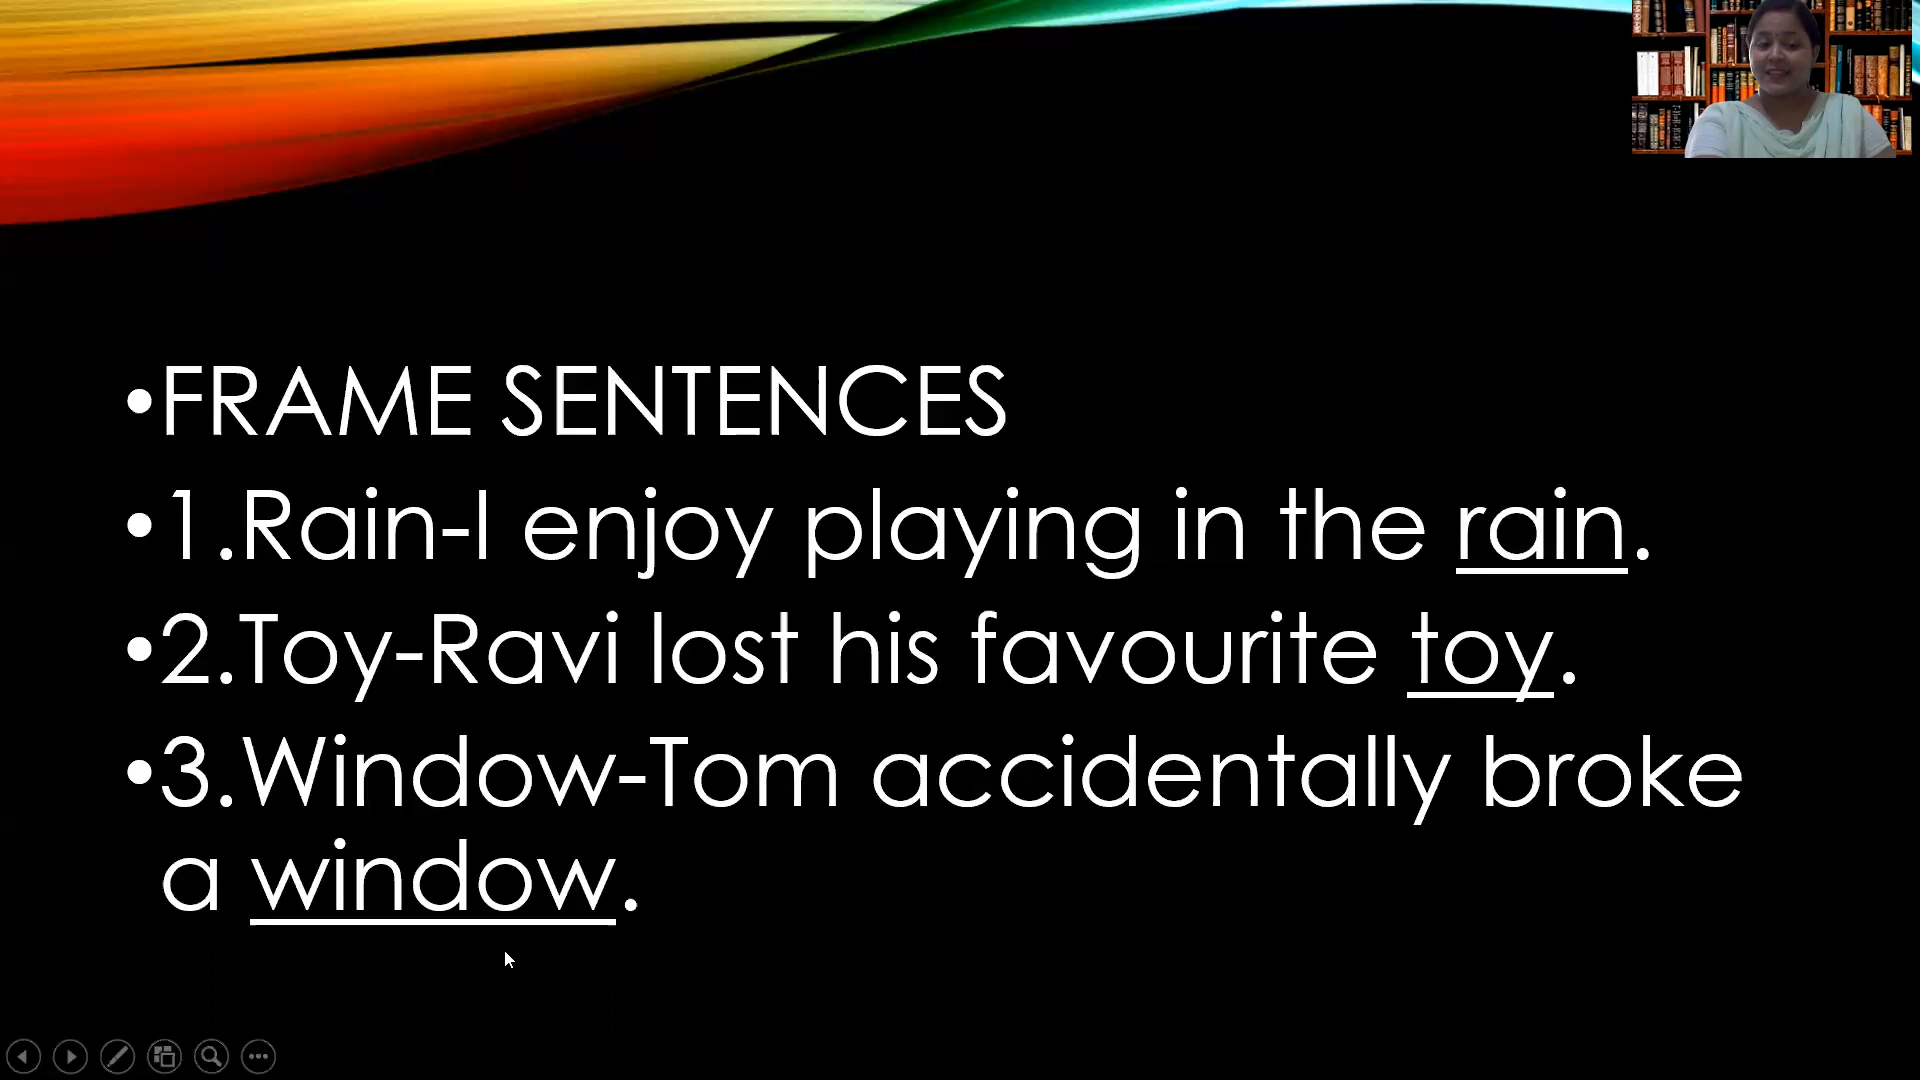 •FRAME SENTENCES
•1.Rain-I enjoy playing in the rain.
•2.Toy-Ravi lost his favourite toy.
•3.Window-Tom accidentally broke
a window.